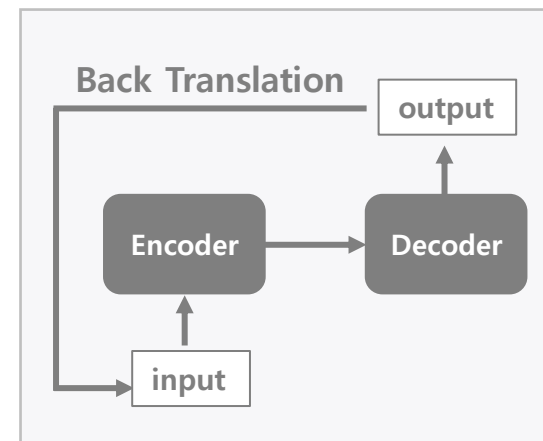 Back Translation
output
Encoder
Decoder
input